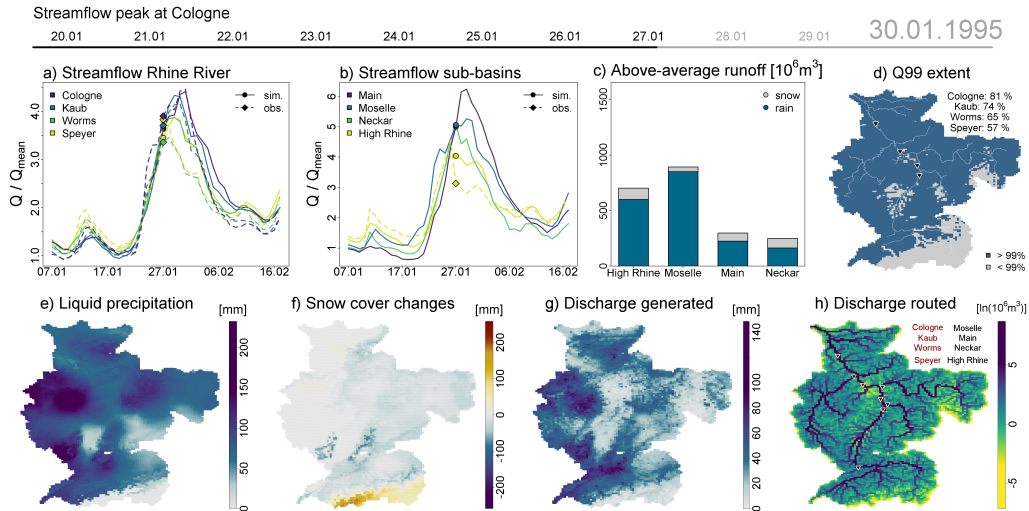 Streamflow peak at Cologne
20.01 21.01 22.01 23.01 24.01 25.01 26.01 27.01 28.01 29.01 30.01.1995
a) Streamflow Rhine River
Cologne
Kaub
Worms
Speyer
sim.
obs.
Q / Qmean
1.0 2.0 3.0 4.0
07.01 17.01 27.01 06.02 16.02
b) Streamflow sub-basins
Main
Moselle
Neckar
High Rhine
sim.
obs.
Q / Qmean
1 2 3 4 5 6
07.01 17.01 27.01 06.02 16.02
c) Above-average runoff [10⁶m³]
snow
rain
0 500 1000 1500
High Rhine Moselle Main Neckar
d) Q99 extent
Cologne: 81 %
Kaub: 74 %
Worms: 65 %
Speyer: 57 %
> 99%
< 99%
e) Liquid precipitation
[mm]
0 50 100 150 200
f) Snow cover changes
[mm]
-200 -100 0 100 200
g) Discharge generated
[mm]
0 20 40 60 80 100 120 140
h) Discharge routed
[ln(10⁶m³)]
Cologne Moselle
Kaub Main
Worms Neckar
Speyer High Rhine
-5 0 5